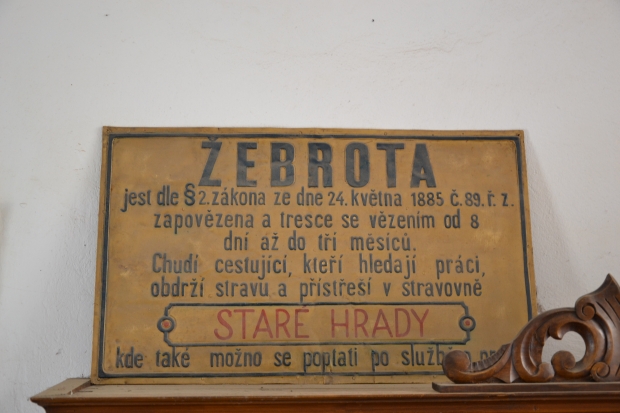 ŽEBROTA
jest dle § 2. zákona ze dne 24. května 1885 č. 89. ř. z.
zapovězena a tresce se vězením od 8
dní až do tří měsíců.
Chudí cestující, kteří hledají práci,
obdrží stravu a přístřeší v stravovně
STARÉ HRADY
kde také možno se poptati po